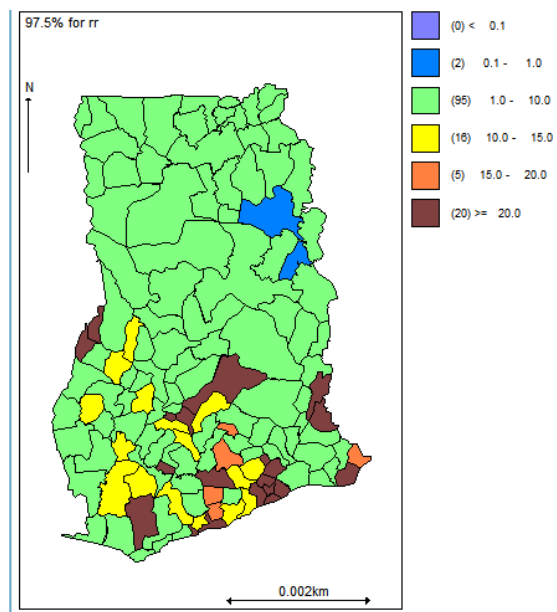 97.5% for rr
N
(0) < 0.1
(2) 0.1 - 1.0
(95) 1.0 - 10.0
(16) 10.0 - 15.0
(5) 15.0 - 20.0
(20) >= 20.0
0.002km